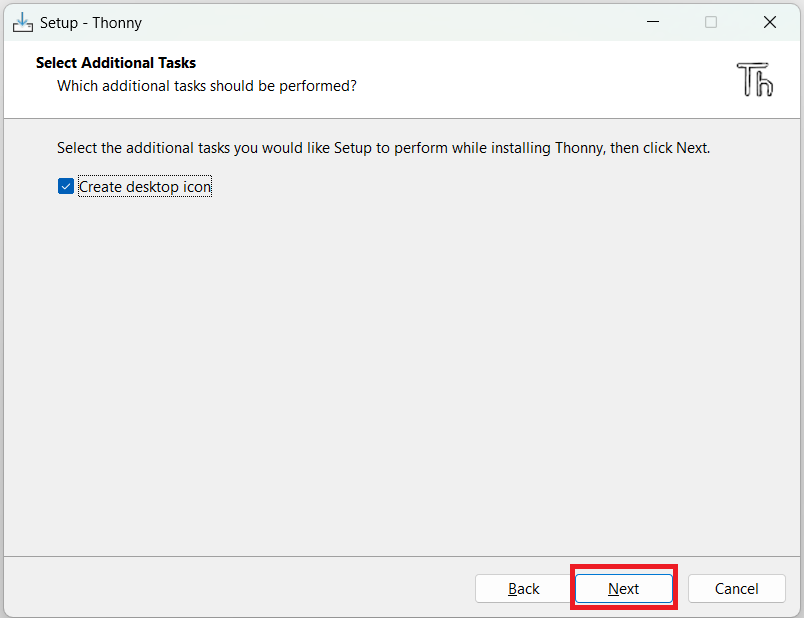 Setup - Thonny
Select Additional Tasks
Which additional tasks should be performed?
Th
Select the additional tasks you would like Setup to perform while installing Thonny, then click Next.
Create desktop icon
Back
Next
Cancel